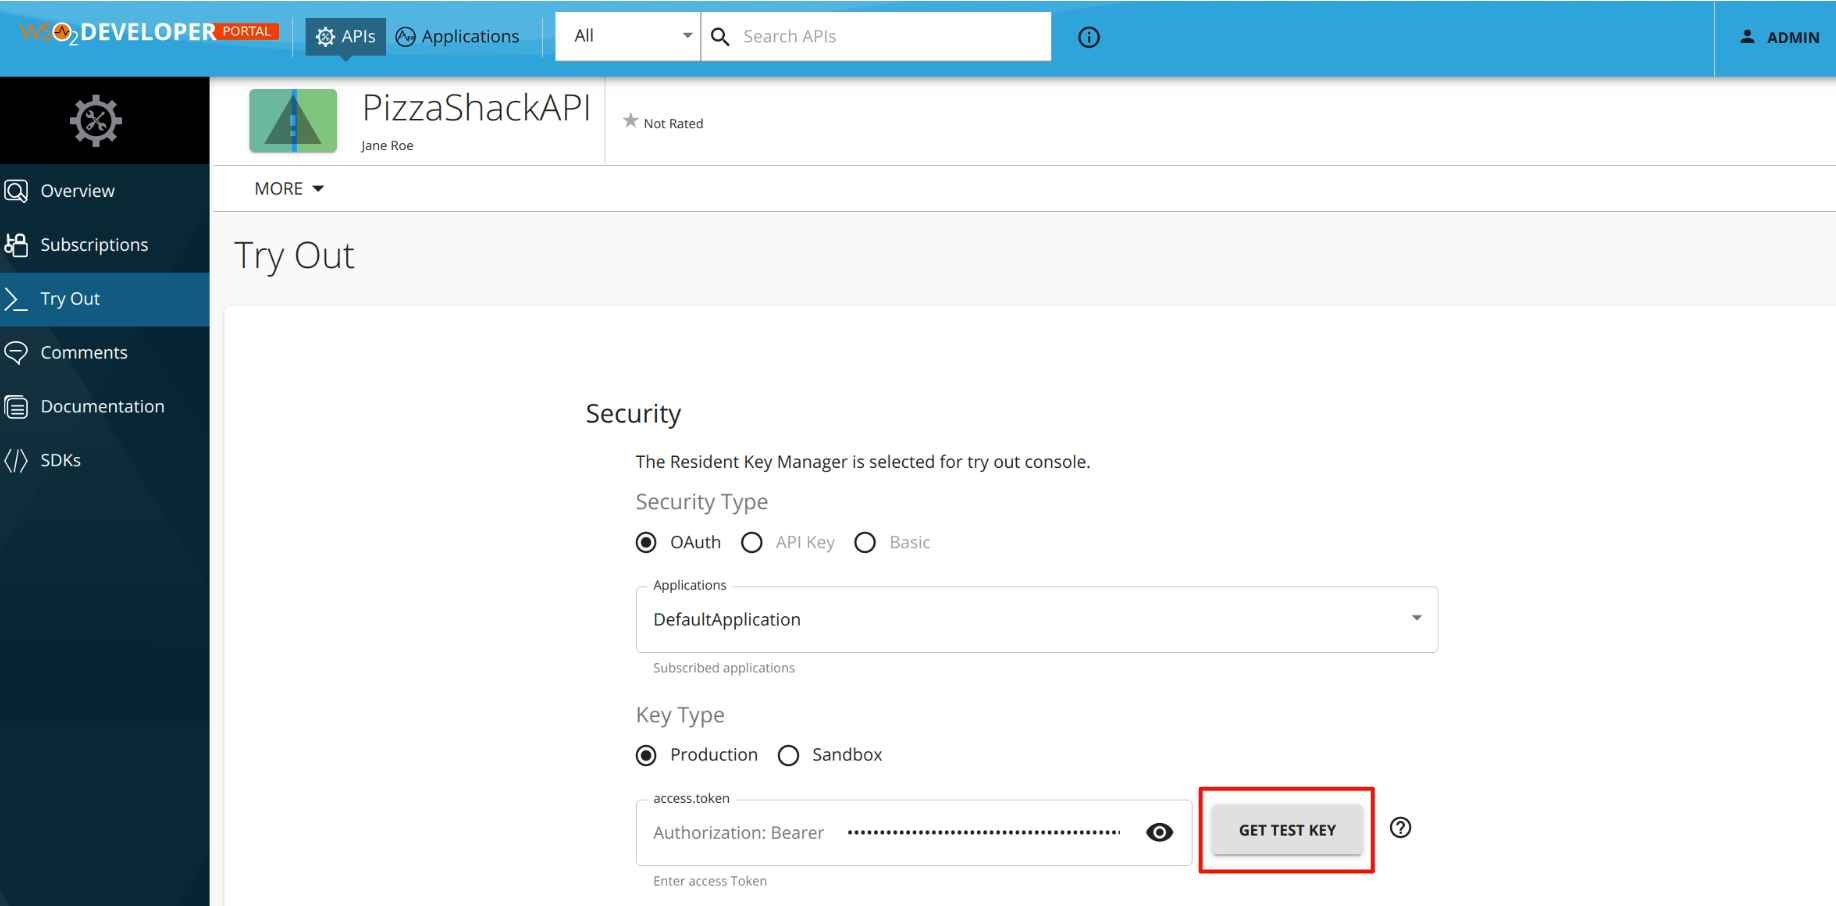 WSO2 DEVELOPER PORTAL
APIs
Applications
All
Search APIs
ADMIN
PizzaShackAPI
Jane Roe
Not Rated
MORE
Overview
Subscriptions
Try Out
Comments
Documentation
SDKs
Try Out
Security
The Resident Key Manager is selected for try out console.
Security Type
OAuth API Key Basic
Applications
DefaultApplication
Subscribed applications
Key Type
Production Sandbox
access.token
Authorization: Bearer
GET TEST KEY
Enter access Token